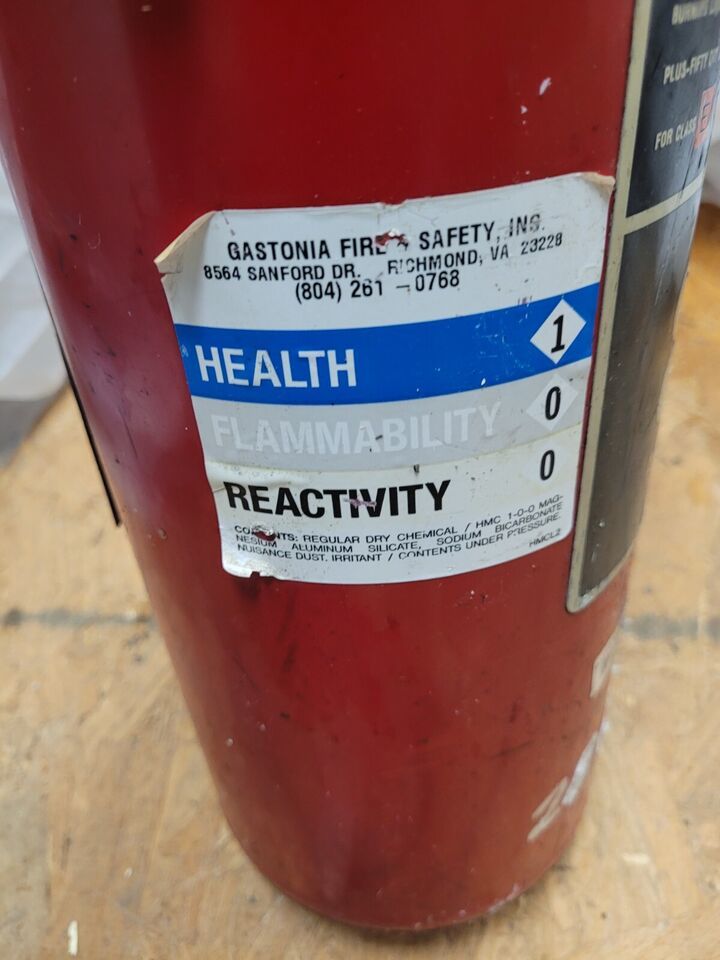 GASTONIA FIRE & SAFETY, INC.
8564 SANFORD DR. RICHMOND, VA 23228
(804) 261-0768
HEALTH 1
FLAMMABILITY 0
REACTIVITY 0
CONTENTS: REGULAR DRY CHEMICAL / HMC 1-0-0 MAG-
NESIUM ALUMINUM SILICATE, SODIUM BICARBONATE
NUISANCE DUST. IRRITANT / CONTENTS UNDER PRESSURE.
HMCL2
PLUS-FIFTY
FOR CLASS B